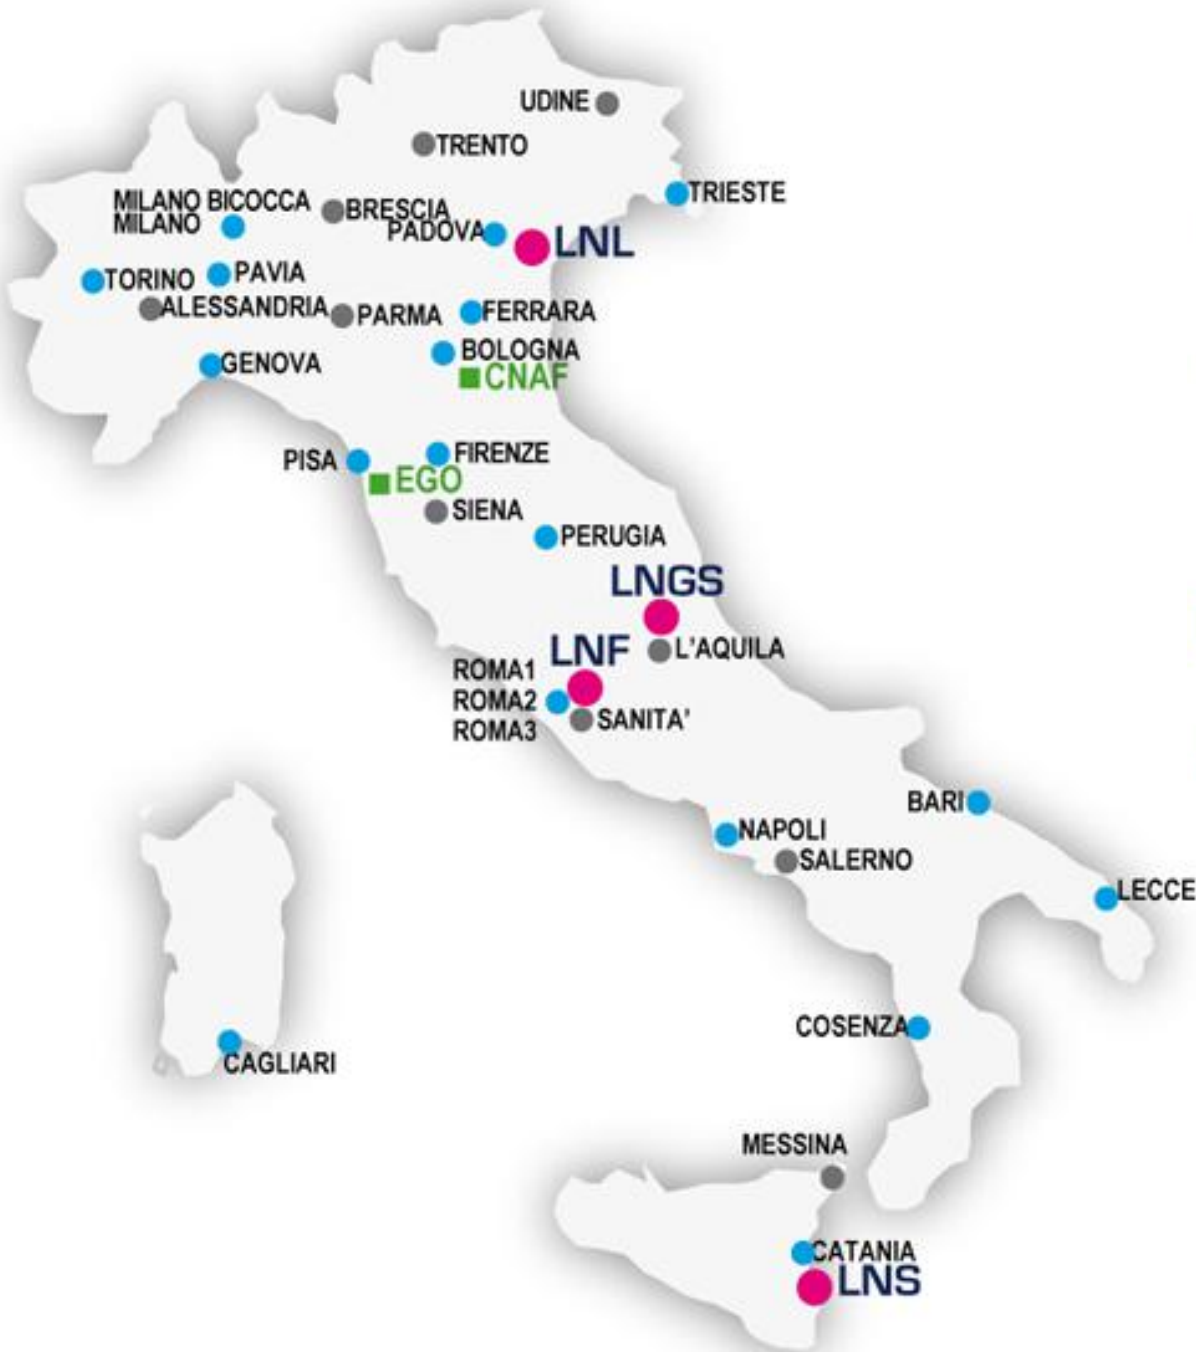 UDINE
TRENTO
TRIESTE
MILANO BICOCCA
MILANO
BRESCIA
PADOVA
LNL
TORINO
PAVIA
ALESSANDRIA
PARMA
FERRARA
BOLOGNA
CNAF
GENOVA
PISA
FIRENZE
EGO
SIENA
PERUGIA
LNGS
L'AQUILA
LNF
ROMA1
ROMA2
ROMA3
SANITA'
BARI
NAPOLI
SALERNO
LECCE
COSENZA
CAGLIARI
MESSINA
CATANIA
LNS